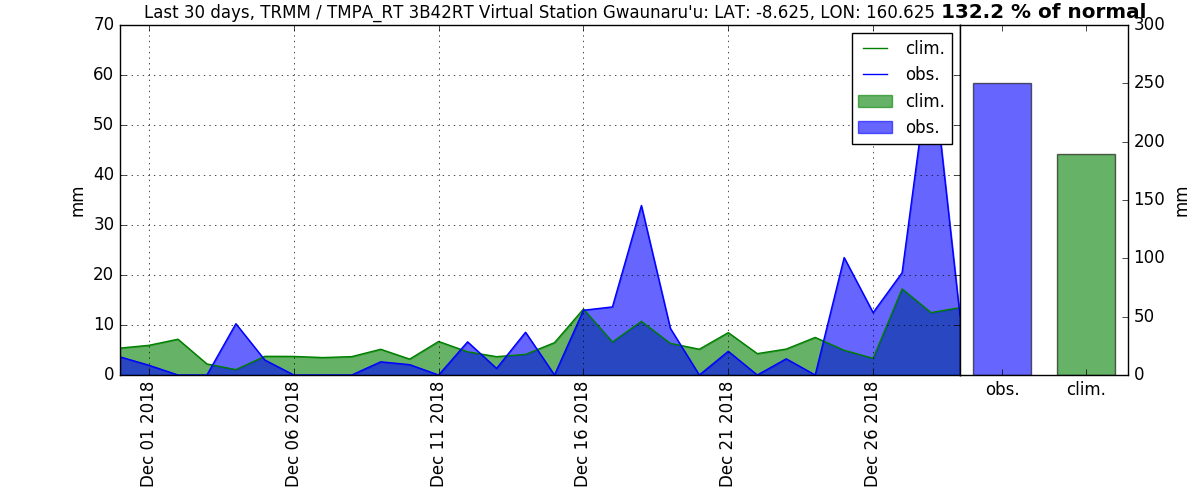 Last 30 days, TRMM / TMPA_RT 3B42RT Virtual Station Gwaunaru'u: LAT: -8.625, LON: 160.625 132.2 % of normal
70
60
50
40
30
20
10
0
mm
clim.
obs.
clim.
obs.
Dec 01 2018
Dec 06 2018
Dec 11 2018
Dec 16 2018
Dec 21 2018
Dec 26 2018
300
250
200
150
100
50
0
mm
obs. clim.